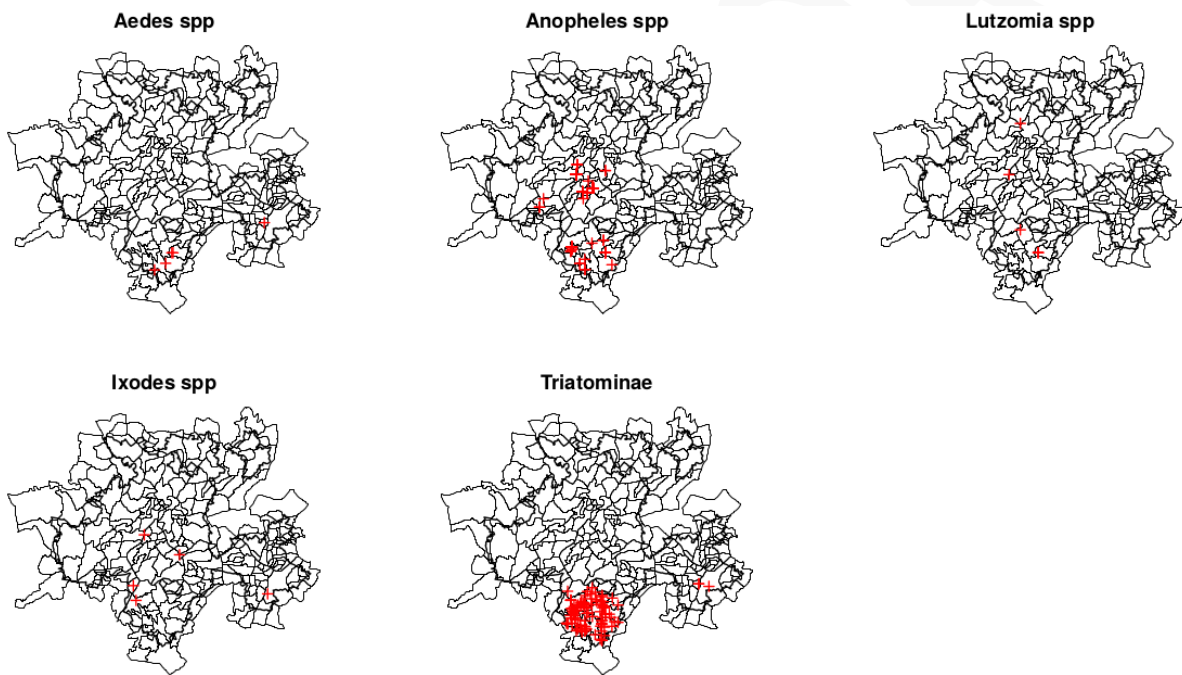 Aedes spp
Anopheles spp
Lutzomia spp
Ixodes spp
Triatominae